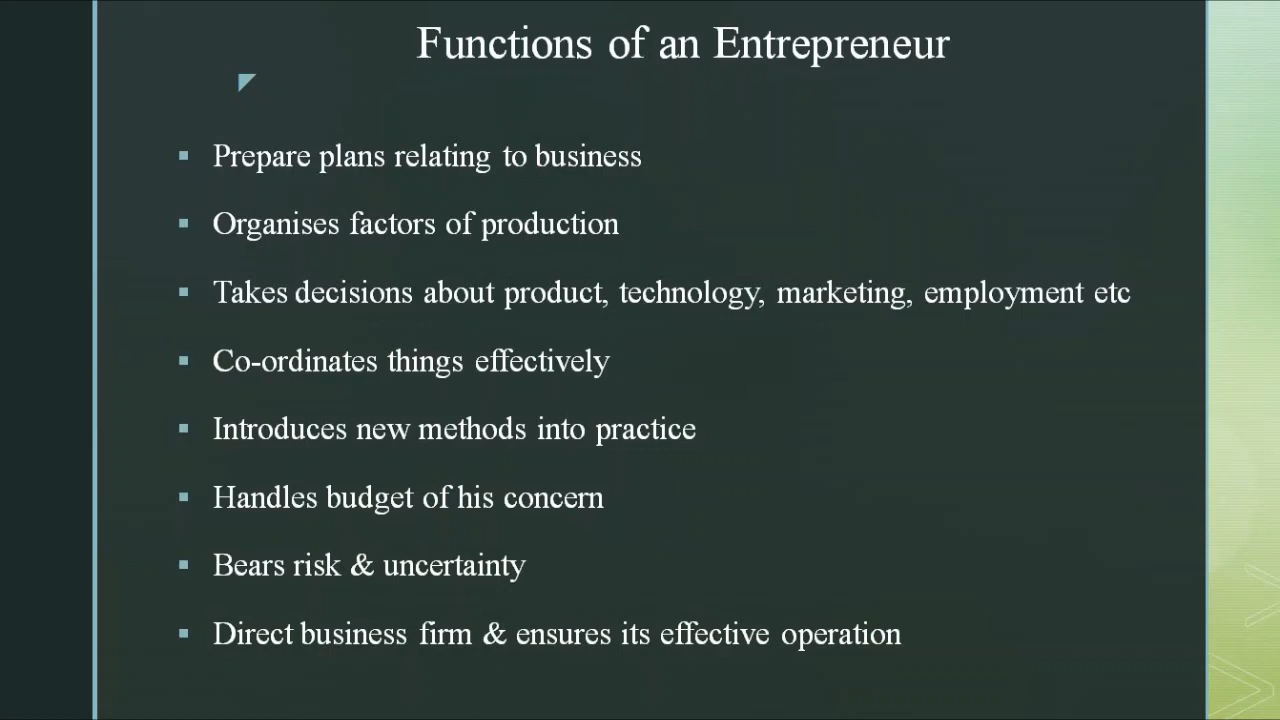 Functions of an Entrepreneur
Prepare plans relating to business
Organises factors of production
Takes decisions about product, technology, marketing, employment etc
Co-ordinates things effectively
Introduces new methods into practice
Handles budget of his concern
Bears risk & uncertainty
Direct business firm & ensures its effective operation